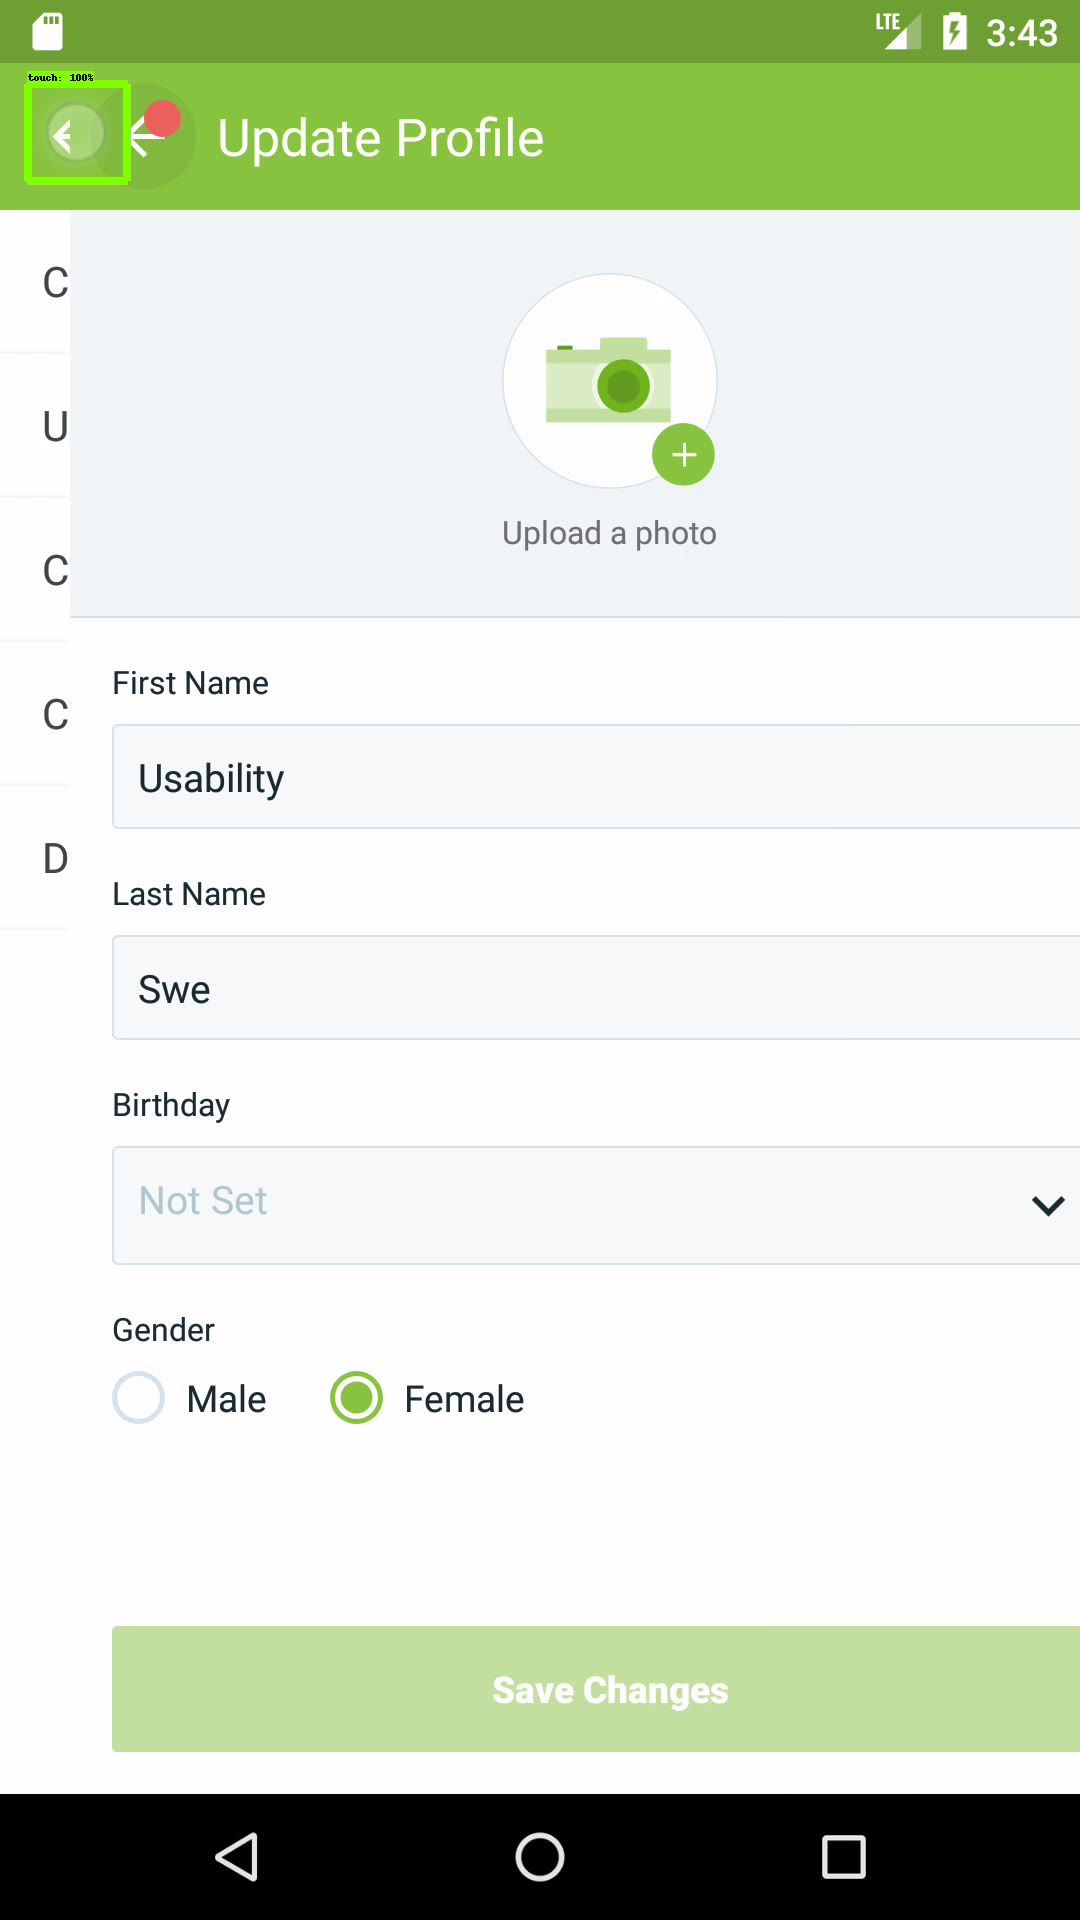 LTE 3:43
touch: 100%
Update Profile
C
U
C
C
D
Upload a photo
First Name
Usability
Last Name
Swe
Birthday
Not Set
Gender
Male Female
Save Changes